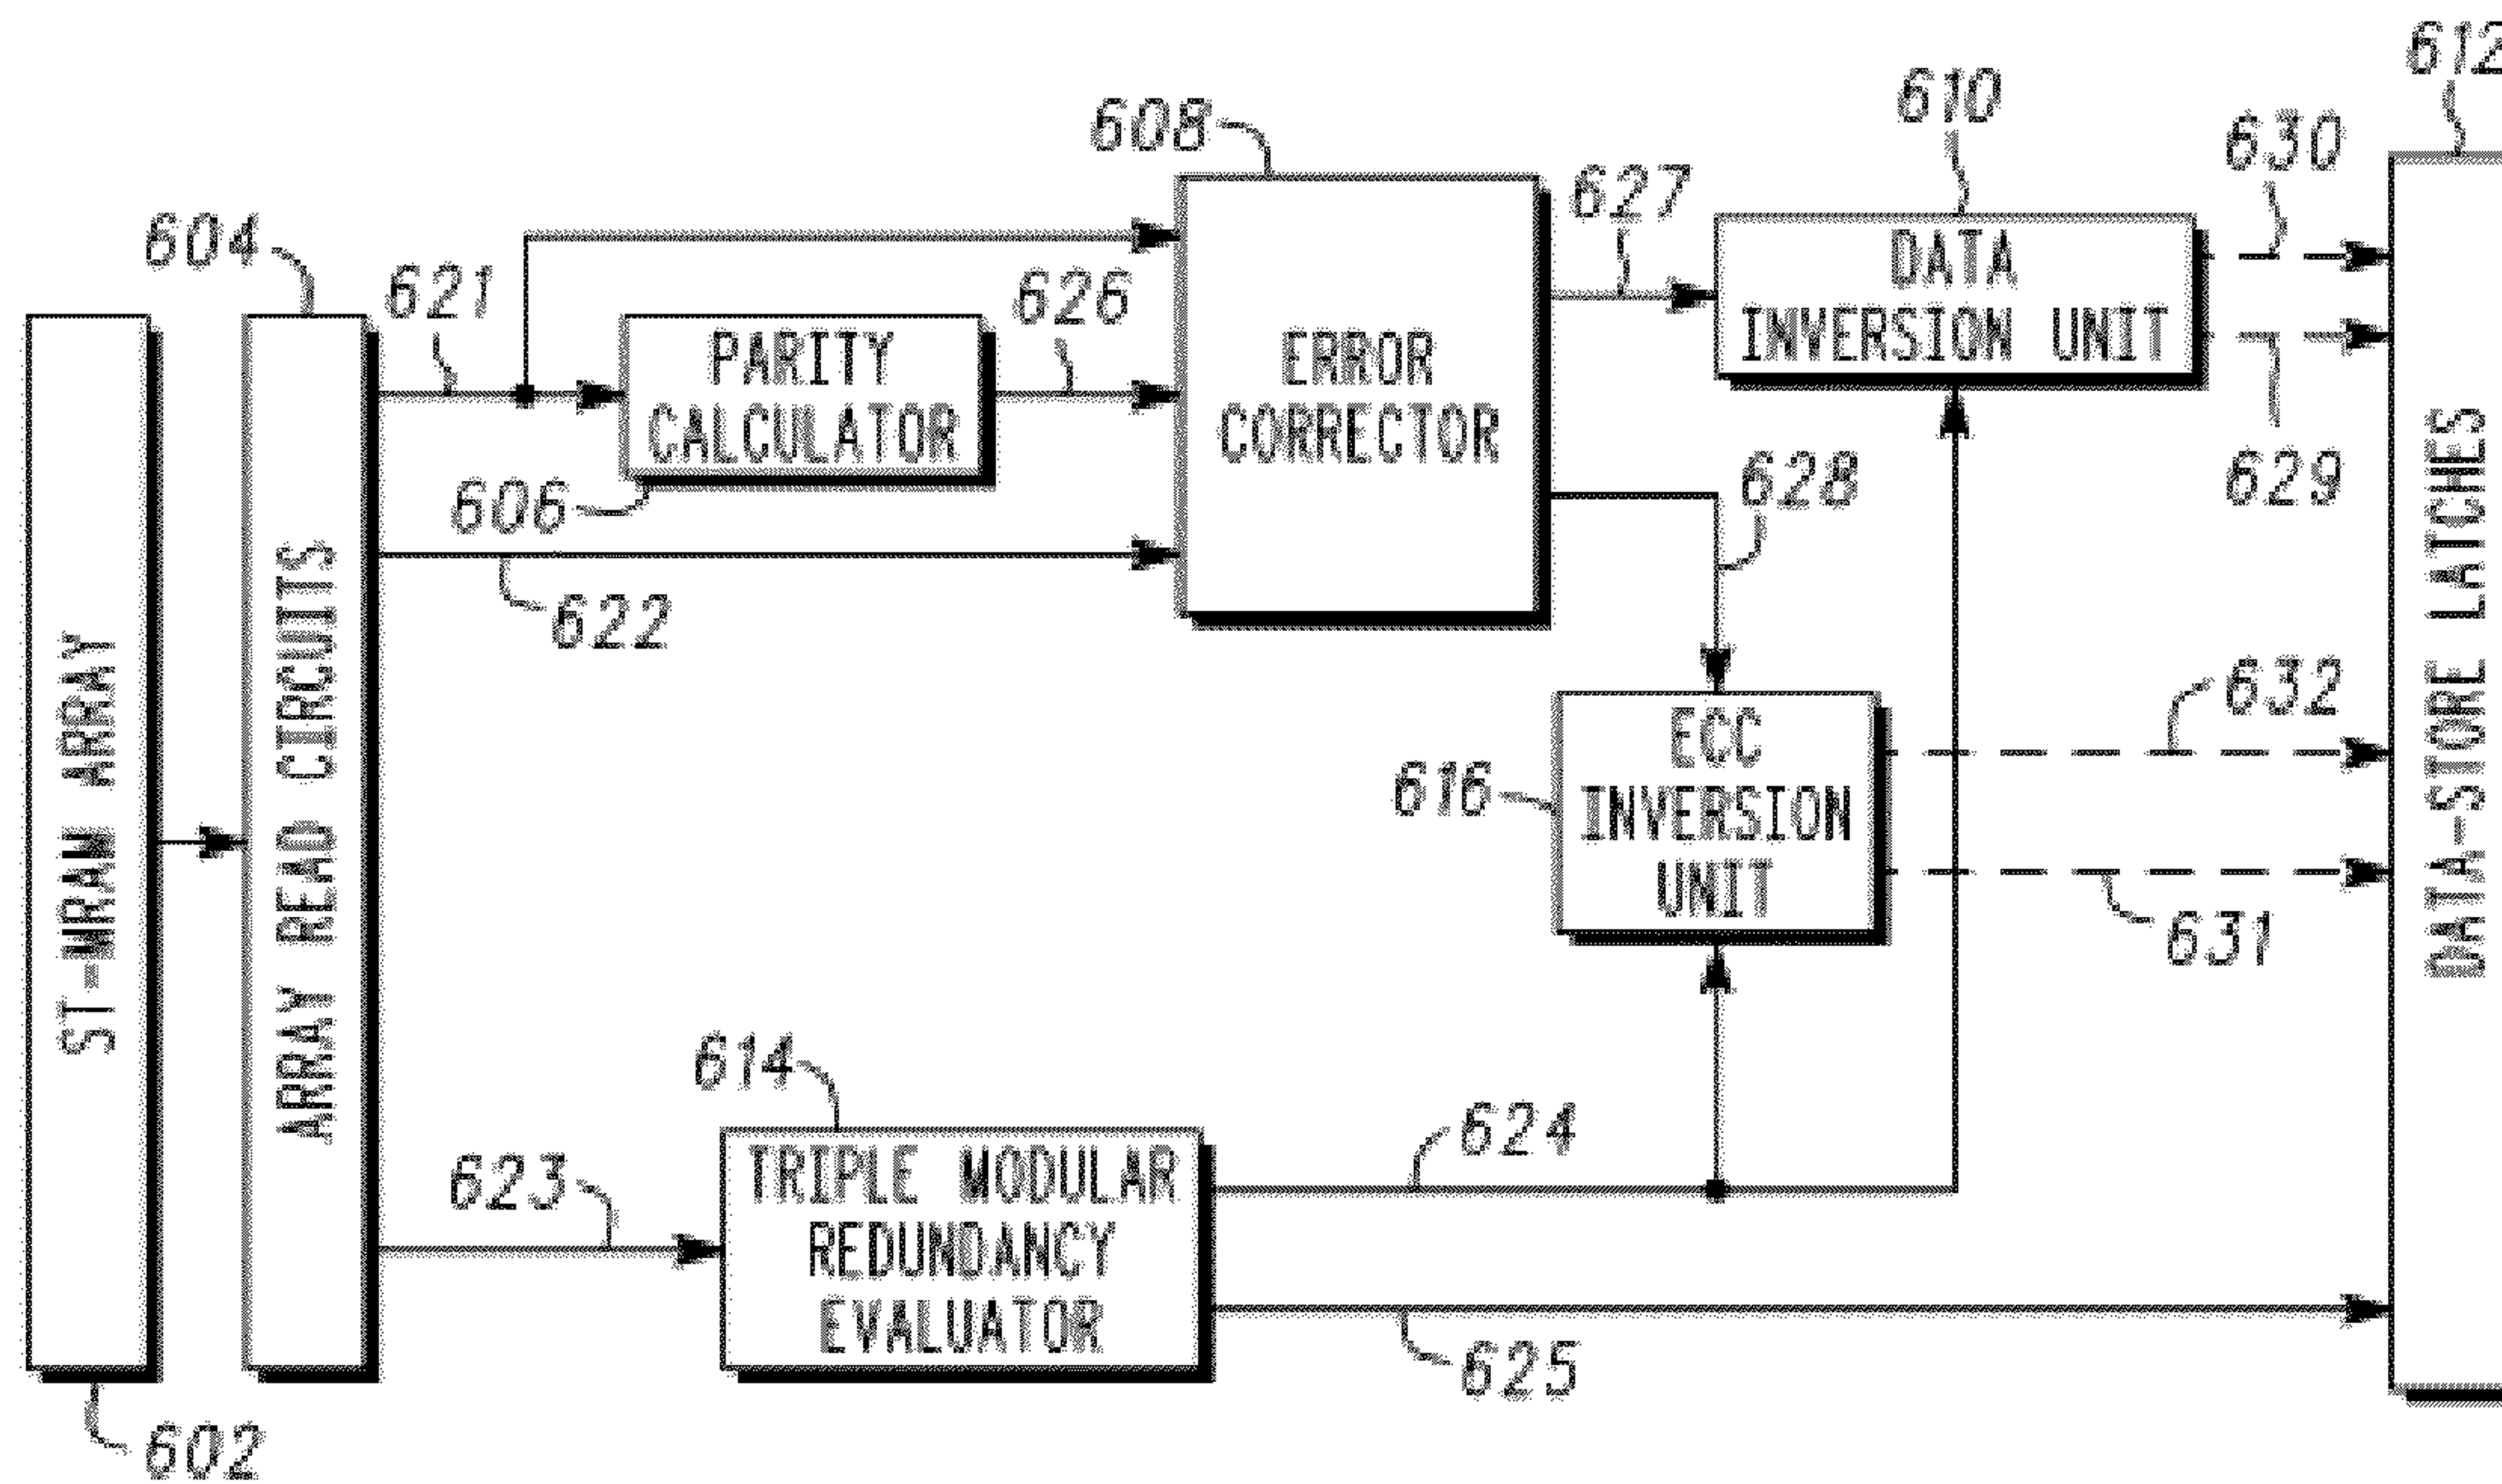 612
610
608
630
627
604
621
626
DATA
INVERSION UNIT
PARITY
CALCULATOR
ERROR
CORRECTOR
606
628
629
622
632
ST-MRAM ARRAY
ARRAY READ CIRCUITS
DATA-STORE LATCHES
616
ECC
INVERSION
UNIT
631
614
624
623
TRIPLE MODULAR
REDUNDANCY
EVALUATOR
625
602